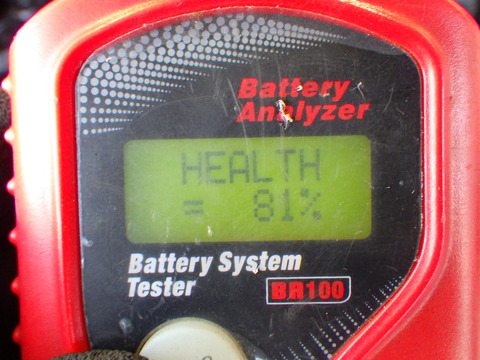 Battery
Analyzer
HEALTH
= 81%
Battery System
Tester
BR100